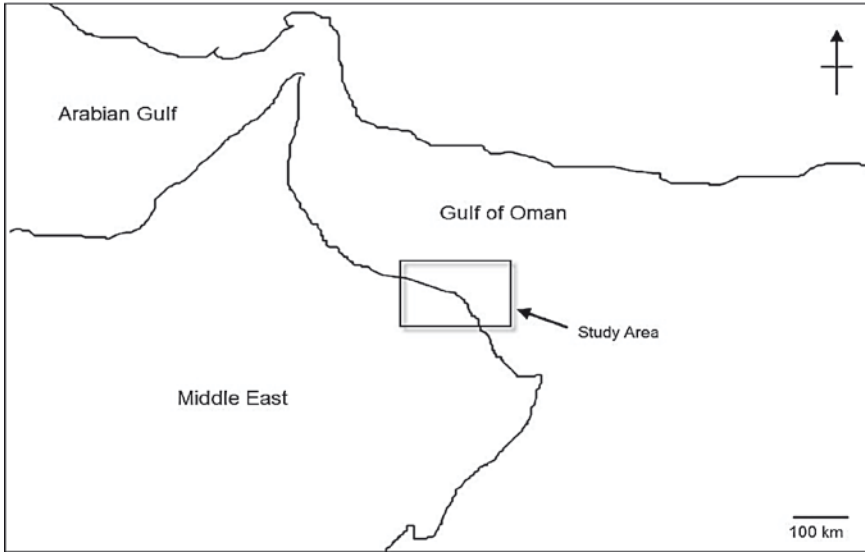 Arabian Gulf
Gulf of Oman
Study Area
Middle East
100 km